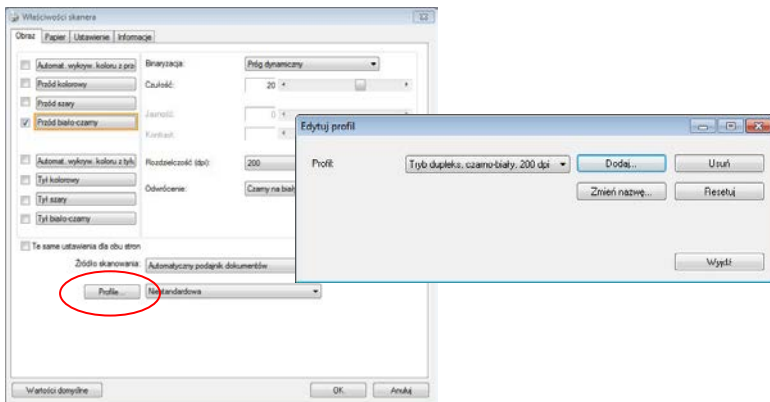 Właściwości skanera
Obraz Papier Ustawienie Informacje
Automat. wykryw. koloru z prz
Binaryzacja: Próg dynamiczny
Przód kolorowy
Czułość: 20
Przód szary
Jasność: 0
Przód biało-czarny
Kontrast:
Automat. wykryw. koloru z tyłu
Rozdzielczość (dpi): 200
Tył kolorowy
Odwrócenie: Czarny na biał
Tył szary
Tył biało-czarny
Te same ustawienia dla obu stron
Źródło skanowania: Automatyczny podajnik dokumentów
Profile... Niestandardowa
Wartości domyślne OK. Anuluj
Edytuj profil
Profil: Tryb dupleks, czarno-biały, 200 dpi Dodaj... Usuń
Zmień nazwę... Resetuj
Wyjdź